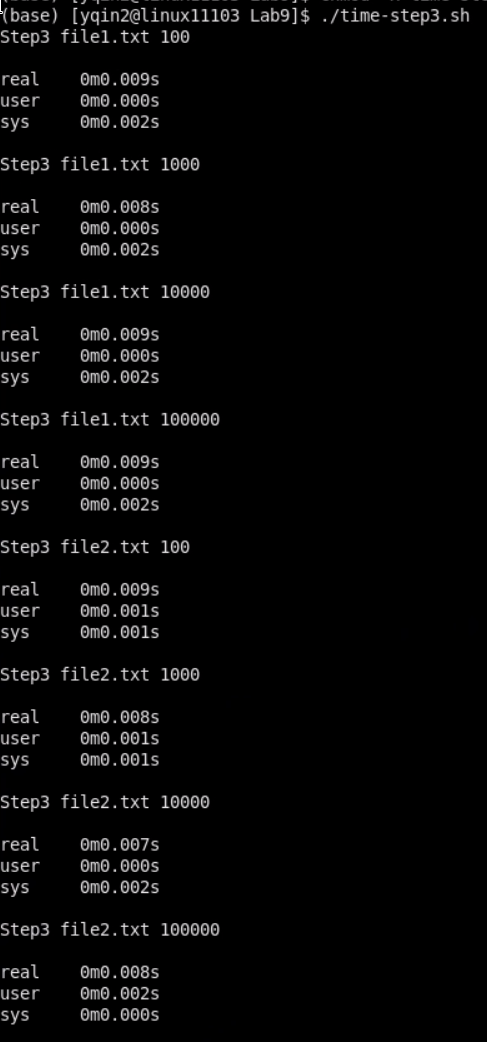 (base) [yqin2@linux11103 Lab9]$ ./time-step3.sh
Step3 file1.txt 100
real 0m0.009s
user 0m0.000s
sys 0m0.002s
Step3 file1.txt 1000
real 0m0.008s
user 0m0.000s
sys 0m0.002s
Step3 file1.txt 10000
real 0m0.009s
user 0m0.000s
sys 0m0.002s
Step3 file1.txt 100000
real 0m0.009s
user 0m0.000s
sys 0m0.002s
Step3 file2.txt 100
real 0m0.009s
user 0m0.001s
sys 0m0.001s
Step3 file2.txt 1000
real 0m0.008s
user 0m0.001s
sys 0m0.001s
Step3 file2.txt 10000
real 0m0.007s
user 0m0.000s
sys 0m0.002s
Step3 file2.txt 100000
real 0m0.008s
user 0m0.002s
sys 0m0.000s